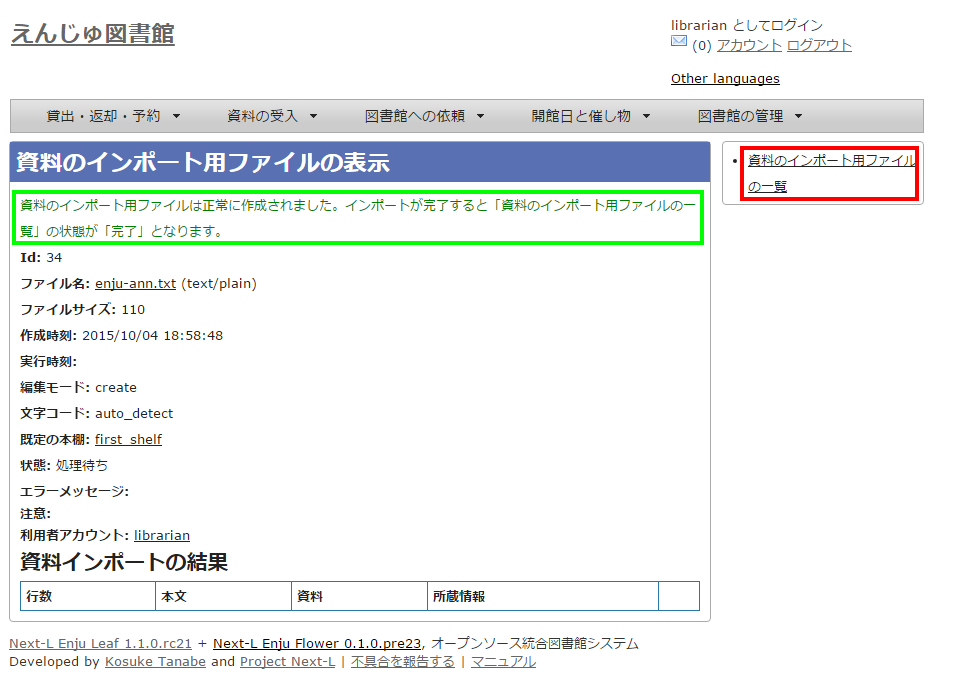 えんじゅ図書館
librarian としてログイン
(0) アカウント ログアウト
Other languages
貸出・返却・予約 ▼ 資料の受入 ▼ 図書館への依頼 ▼ 開館日と催し物 ▼ 図書館の管理 ▼
資料のインポート用ファイルの表示
資料のインポート用ファイルは正常に作成されました。インポートが完了すると「資料のインポート用ファイルの一
覧」の状態が「完了」となります。
Id: 34
ファイル名: enju-ann.txt (text/plain)
ファイルサイズ: 110
作成時刻: 2015/10/04 18:58:48
実行時刻:
編集モード: create
文字コード: auto_detect
既定の本棚: first_shelf
状態: 処理待ち
エラーメッセージ:
注意:
利用者アカウント: librarian
資料インポートの結果
行数 本文 資料 所蔵情報
• 資料のインポート用ファイル
の一覧
Next-L Enju Leaf 1.1.0.rc21 + Next-L Enju Flower 0.1.0.pre23, オープンソース統合図書館システム
Developed by Kosuke Tanabe and Project Next-L | 不具合を報告する | マニュアル